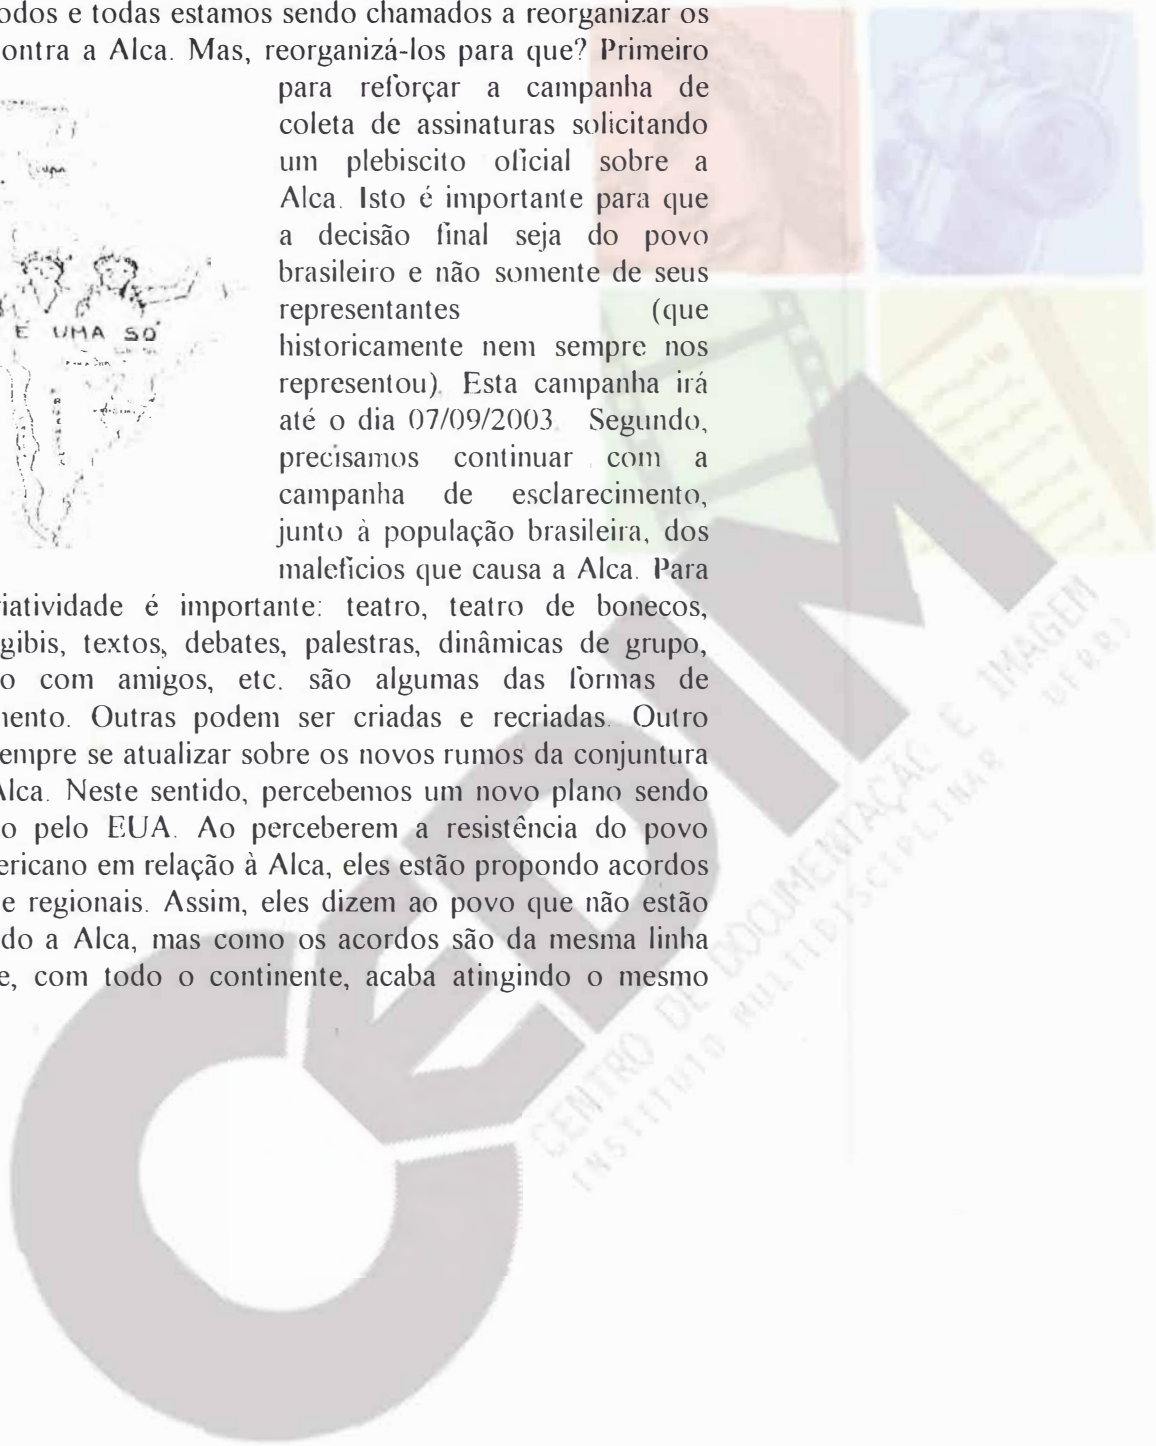 odos e todas estamos sendo chamados a reorganizar os
ontra a Alca. Mas, reorganizá-los para que? Primeiro
para reforçar a campanha de
coleta de assinaturas solicitando
um plebiscito oficial sobre a
Alca. Isto é importante para que
a decisão final seja do povo
brasileiro e não somente de seus
representantes (que
historicamente nem sempre nos
representou). Esta campanha irá
até o dia 07/09/2003. Segundo,
precisamos continuar com a
campanha de esclarecimento,
junto à população brasileira, dos
maleficios que causa a Alca. Para
É UMA SÓ
riatividade é importante: teatro, teatro de bonecos,
gibis, textos, debates, palestras, dinâmicas de grupo,
o com amigos, etc. são algumas das formas de
mento. Outras podem ser criadas e recriadas. Outro
empre se atualizar sobre os novos rumos da conjuntura
Alca. Neste sentido, percebemos um novo plano sendo
o pelo EUA. Ao perceberem a resistência do povo
ericano em relação à Alca, eles estão propondo acordos
e regionais. Assim, eles dizem ao povo que não estão
do a Alca, mas como os acordos são da mesma linha
e, com todo o continente, acaba atingindo o mesmo
CEDIM
CENTRO DE DOCUMENTAÇÃO E IMAGEM
INSTITUTO MULTIDISCIPLINAR - UFRRJ